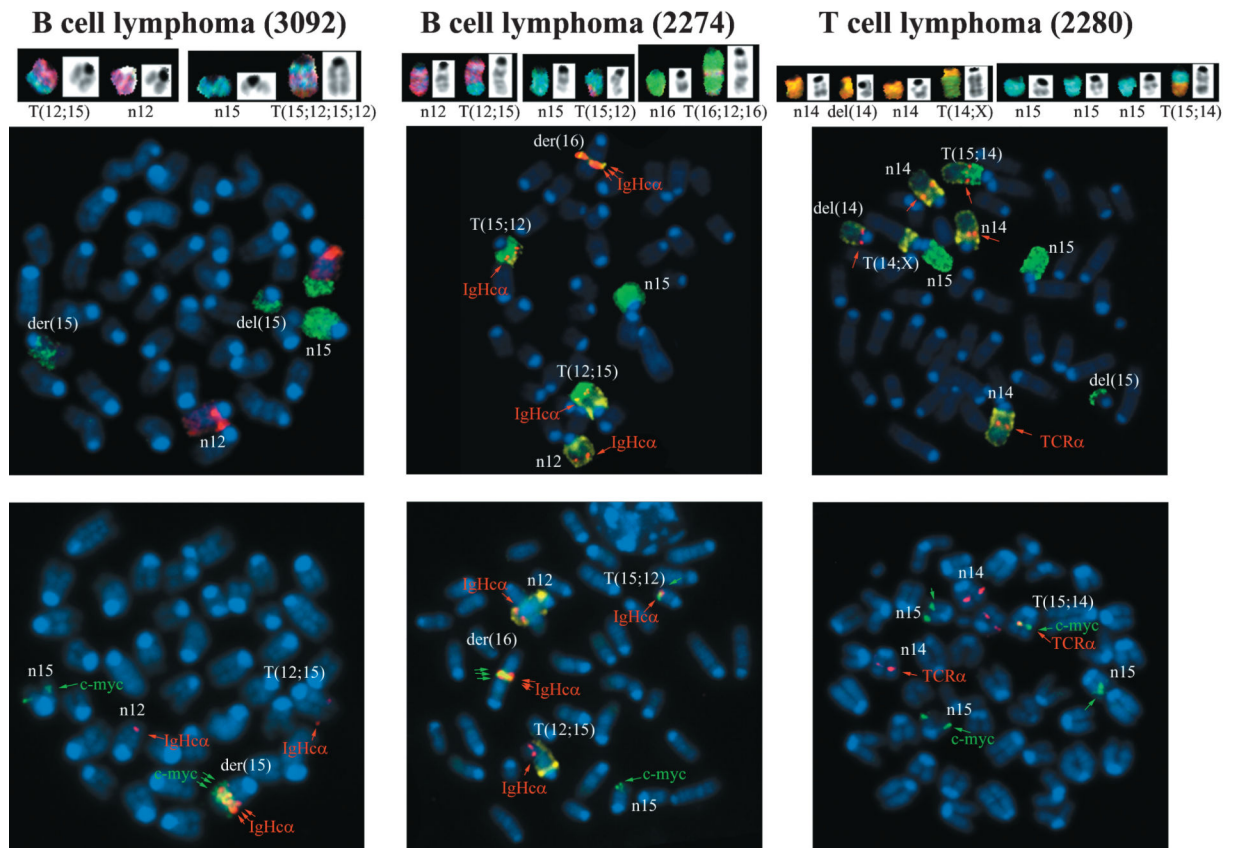 B cell lymphoma (3092)
B cell lymphoma (2274)
T cell lymphoma (2280)
T(12;15) n12 n15 T(15;12;15;12)
n12 T(12;15) n15 T(15;12) n16 T(16;12;16)
n14 del(14) n14 T(14;X) n15 n15 n15 T(15;14)
der(15)
del(15)
n15
n12
der(16)
IgHcα
T(15;12)
IgHcα
n15
T(12;15)
IgHcα
IgHcα
n12
T(15;14)
n14
del(14)
n14
n15
T(14;X)
n15
del(15)
n14
TCRα
n15
c-myc
T(12;15)
n12
IgHcα
IgHcα
der(15)
c-myc
IgHcα
n12
T(15;12)
IgHcα
IgHcα
der(16)
IgHcα
T(12;15)
IgHcα
c-myc
n15
n14
T(15;14)
n15
c-myc
TCRα
n14
TCRα
n15
n15
c-myc